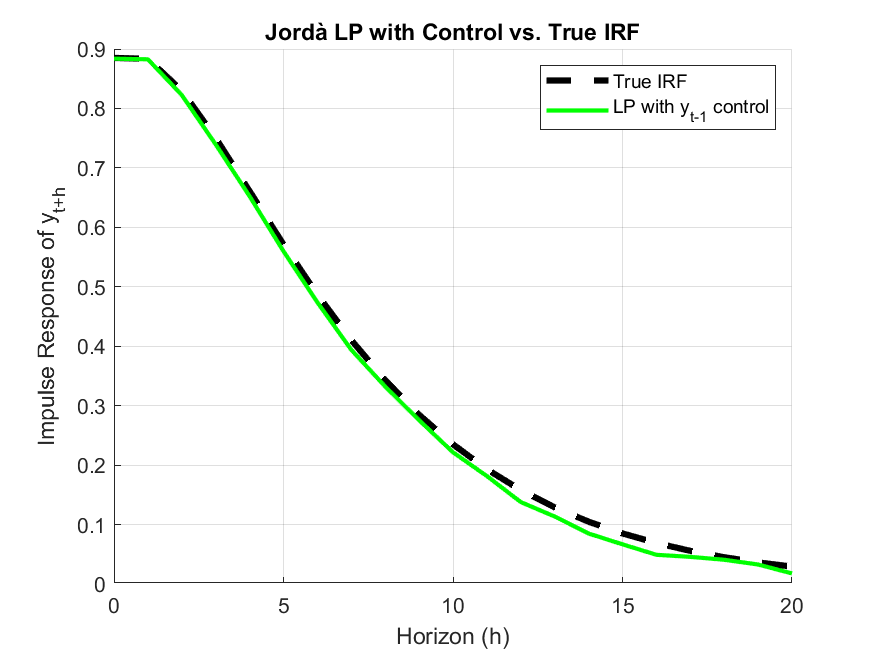 Jordà LP with Control vs. True IRF
True IRF
LP with y_{t-1} control
Impulse Response of y_{t+h}
0.9
0.8
0.7
0.6
0.5
0.4
0.3
0.2
0.1
0
0 5 10 15 20
Horizon (h)